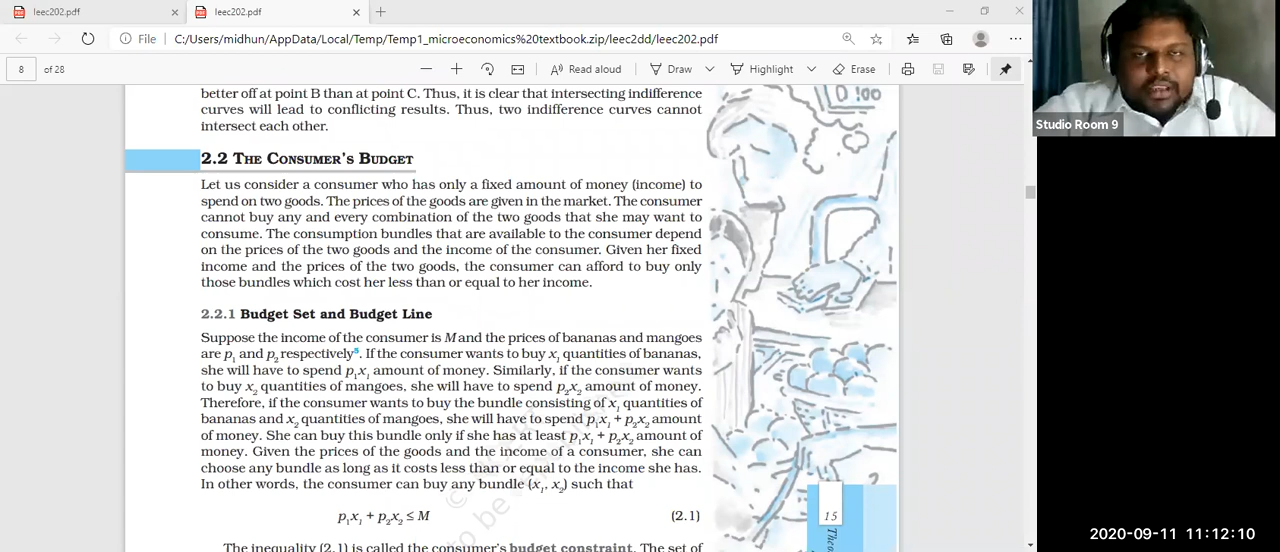 leec202.pdf
leec202.pdf
File C:/Users/midhun/AppData/Local/Temp/Temp1_microeconomics%20textbook.zip/leec2dd/leec202.pdf
8 of 28 Read aloud Draw Highlight Erase
Studio Room 9
better off at point B than at point C. Thus, it is clear that intersecting indifference
curves will lead to conflicting results. Thus, two indifference curves cannot
intersect each other.
2.2 THE CONSUMER'S BUDGET
Let us consider a consumer who has only a fixed amount of money (income) to
spend on two goods. The prices of the goods are given in the market. The consumer
cannot buy any and every combination of the two goods that she may want to
consume. The consumption bundles that are available to the consumer depend
on the prices of the two goods and the income of the consumer. Given her fixed
income and the prices of the two goods, the consumer can afford to buy only
those bundles which cost her less than or equal to her income.
2.2.1 Budget Set and Budget Line
Suppose the income of the consumer is M and the prices of bananas and mangoes
are p₁ and p₂ respectively⁵. If the consumer wants to buy x₁ quantities of bananas,
she will have to spend p₁x₁ amount of money. Similarly, if the consumer wants
to buy x₂ quantities of mangoes, she will have to spend p₂x₂ amount of money.
Therefore, if the consumer wants to buy the bundle consisting of x₁ quantities of
bananas and x₂ quantities of mangoes, she will have to spend p₁x₁ + p₂x₂ amount
of money. She can buy this bundle only if she has at least p₁x₁ + p₂x₂ amount of
money. Given the prices of the goods and the income of a consumer, she can
choose any bundle as long as it costs less than or equal to the income she has.
In other words, the consumer can buy any bundle (x₁, x₂) such that
p₁x₁ + p₂x₂ ≤ M (2.1)
The inequality (2.1) is called the consumer's budget constraint. The set of
15
2020-09-11 11:12:10